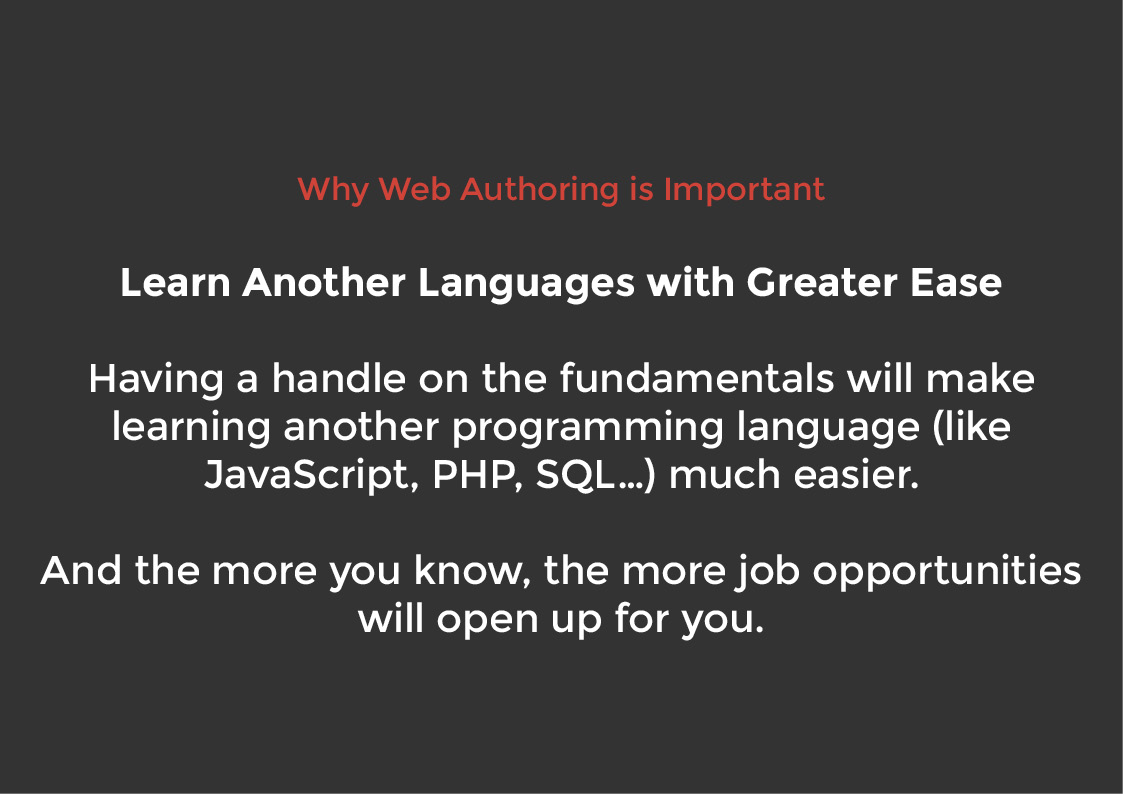 Why Web Authoring is Important
Learn Another Languages with Greater Ease
Having a handle on the fundamentals will make
learning another programming language (like
JavaScript, PHP, SQL...) much easier.
And the more you know, the more job opportunities
will open up for you.